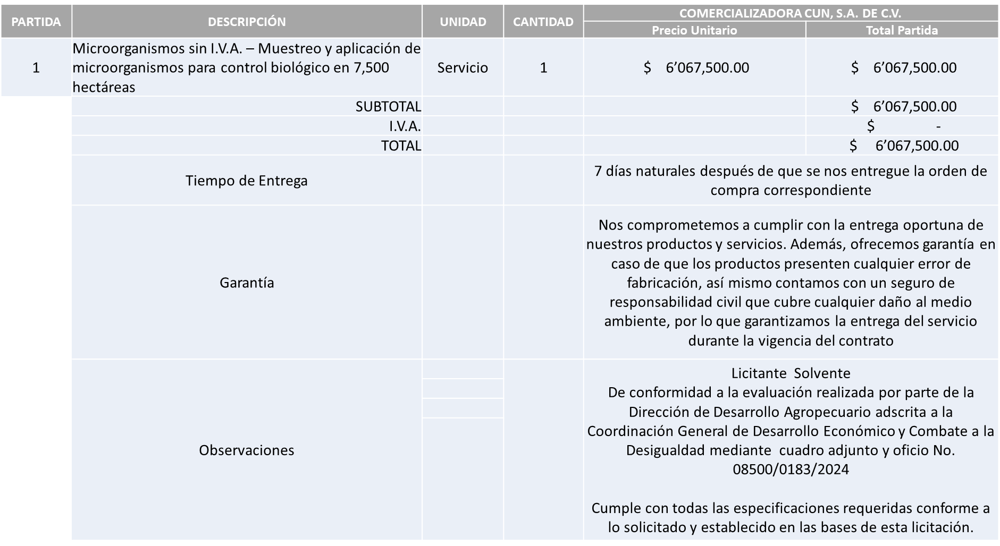 PARTIDA
DESCRIPCIÓN
UNIDAD
CANTIDAD
COMERCIALIZADORA CUN, S.A. DE C.V.
Precio Unitario
Total Partida
1
Microorganismos sin I.V.A. – Muestreo y aplicación de
microorganismos para control biológico en 7,500
hectáreas
Servicio
1
$ 6’067,500.00
$ 6’067,500.00
SUBTOTAL
$ 6’067,500.00
I.V.A.
$ -
TOTAL
$ 6’067,500.00
Tiempo de Entrega
7 días naturales después de que se nos entregue la orden de
compra correspondiente
Garantía
Nos comprometemos a cumplir con la entrega oportuna de
nuestros productos y servicios. Además, ofrecemos garantía en
caso de que los productos presenten cualquier error de
fabricación, así mismo contamos con un seguro de
responsabilidad civil que cubre cualquier daño al medio
ambiente, por lo que garantizamos la entrega del servicio
durante la vigencia del contrato
Observaciones
Licitante Solvente
De conformidad a la evaluación realizada por parte de la
Dirección de Desarrollo Agropecuario adscrita a la
Coordinación General de Desarrollo Económico y Combate a la
Desigualdad mediante cuadro adjunto y oficio No.
08500/0183/2024
Cumple con todas las especificaciones requeridas conforme a
lo solicitado y establecido en las bases de esta licitación.